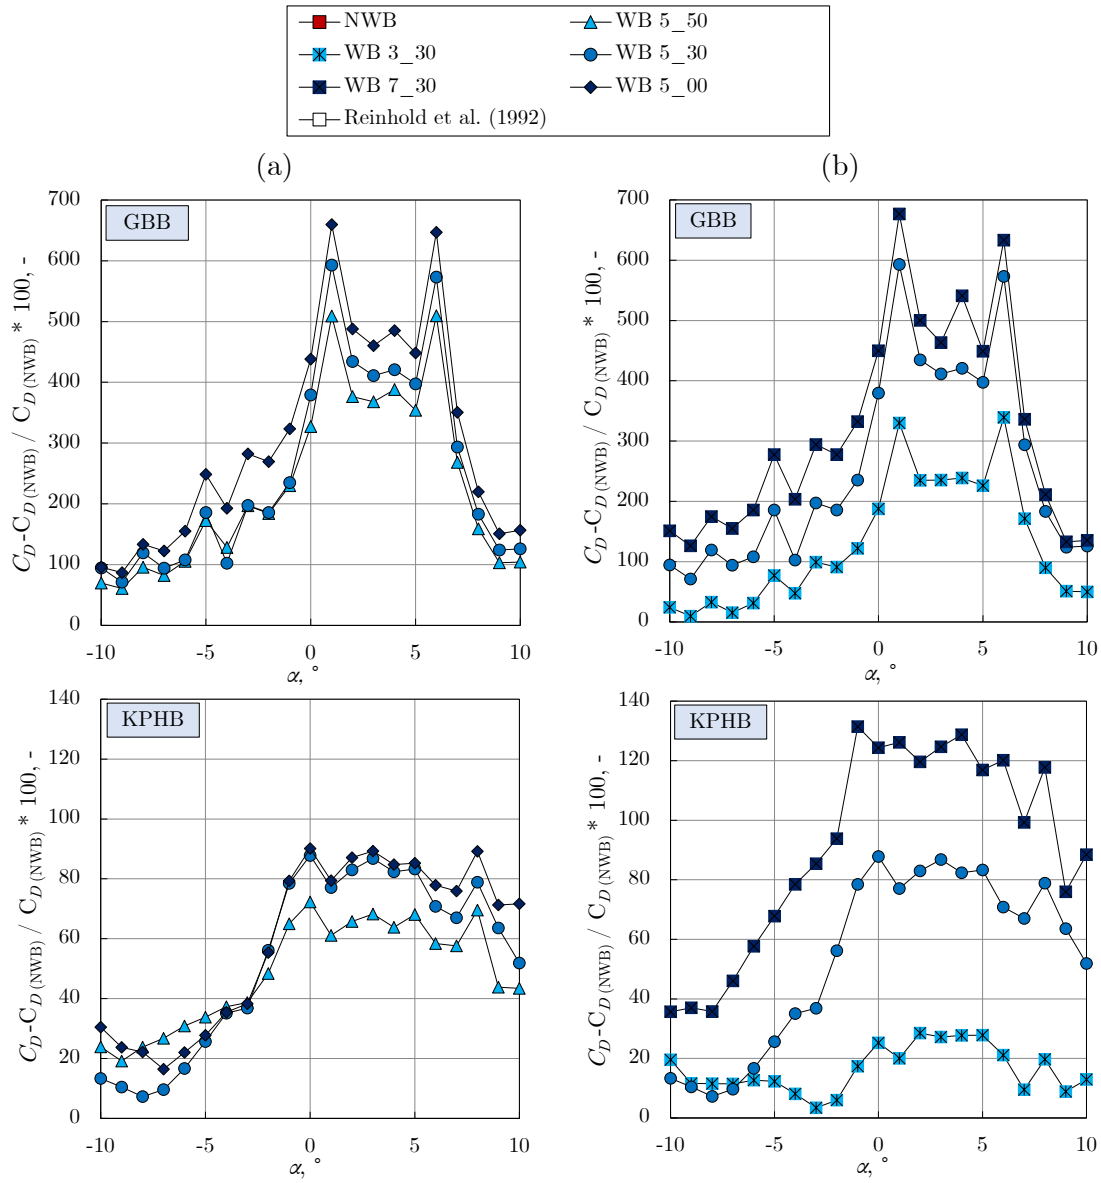 NWB
WB 5_50
WB 3_30
WB 5_30
WB 7_30
WB 5_00
Reinhold et al. (1992)
(a)
(b)
GBB
700
600
500
400
300
200
100
0
-10
-5
0
5
10
α, °
C_D-C_D (NWB) / C_D (NWB) * 100, -
GBB
700
600
500
400
300
200
100
0
-10
-5
0
5
10
α, °
C_D-C_D (NWB) / C_D (NWB) * 100, -
KPHB
140
120
100
80
60
40
20
0
-10
-5
0
5
10
α, °
C_D-C_D (NWB) / C_D (NWB) * 100, -
KPHB
140
120
100
80
60
40
20
0
-10
-5
0
5
10
α, °
C_D-C_D (NWB) / C_D (NWB) * 100, -